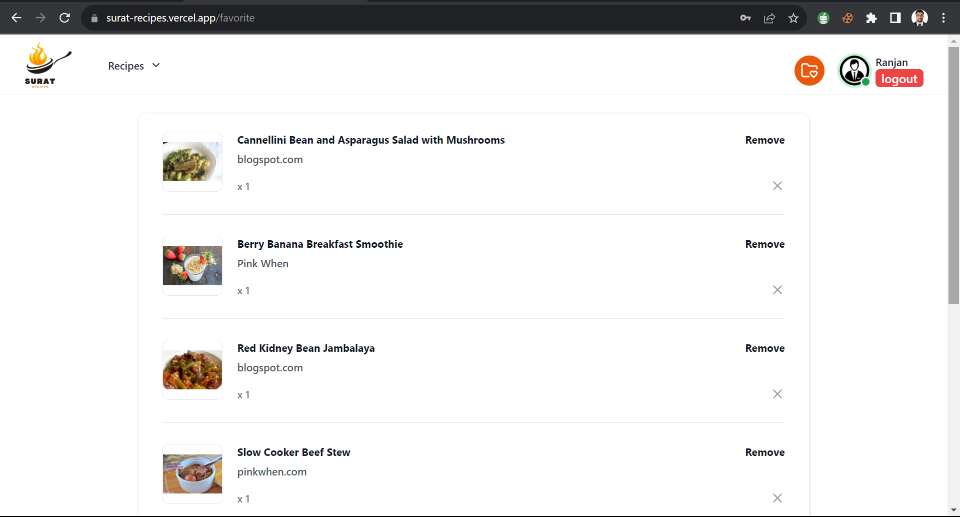 surat-recipes.vercel.app/favorite
SURAT
Recipes
Ranjan
logout
Cannellini Bean and Asparagus Salad with Mushrooms
Remove
blogspot.com
x 1
Berry Banana Breakfast Smoothie
Remove
Pink When
x 1
Red Kidney Bean Jambalaya
Remove
blogspot.com
x 1
Slow Cooker Beef Stew
Remove
pinkwhen.com
x 1